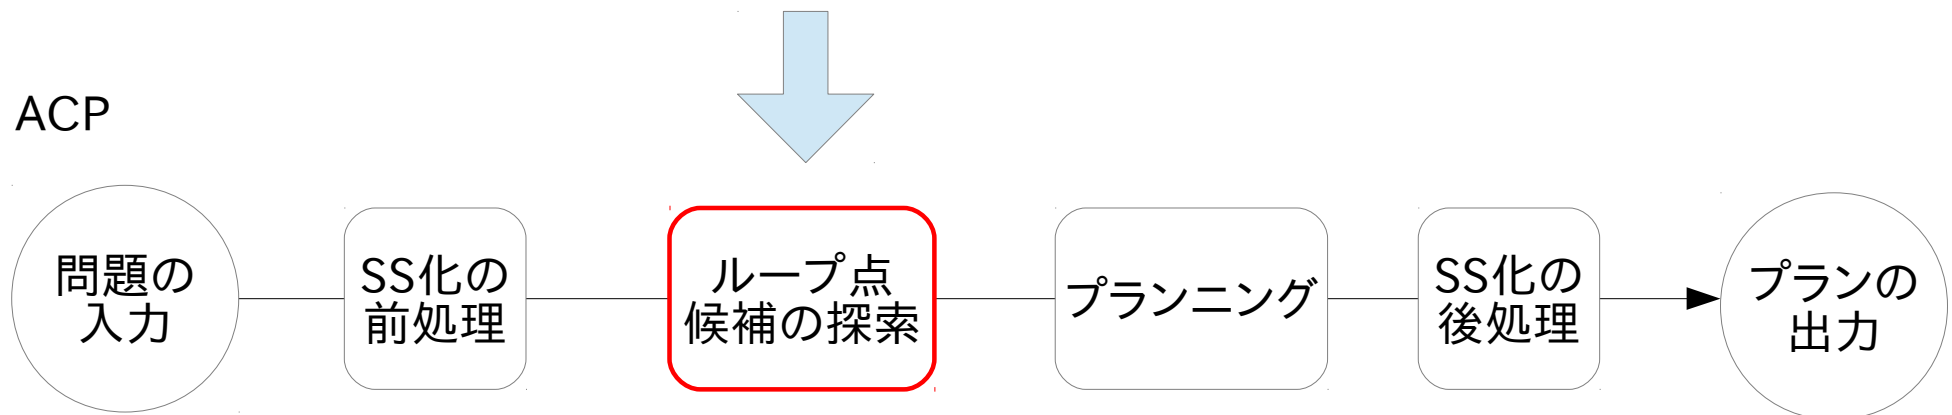 ACP
問題の
入力
SS化の
前処理
ループ点
候補の探索
プランニング
SS化の
後処理
プランの
出力